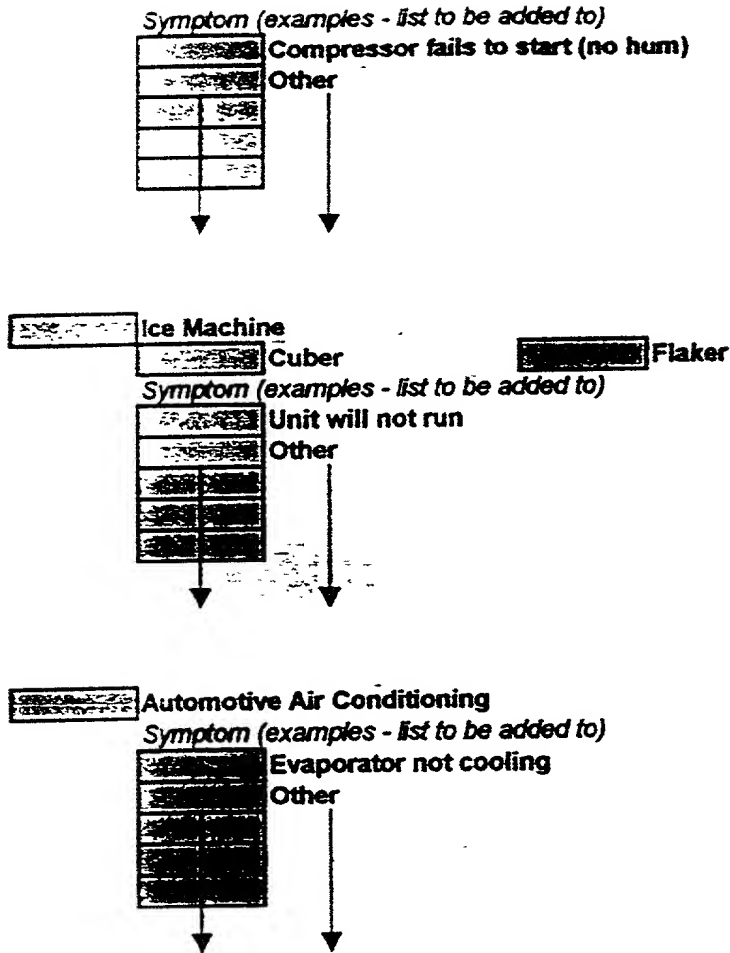 Symptom (examples - list to be added to)
Compressor fails to start (no hum)
Other
Ice Machine
Cuber Flaker
Symptom (examples - list to be added to)
Unit will not run
Other
Automotive Air Conditioning
Symptom (examples - list to be added to)
Evaporator not cooling
Other